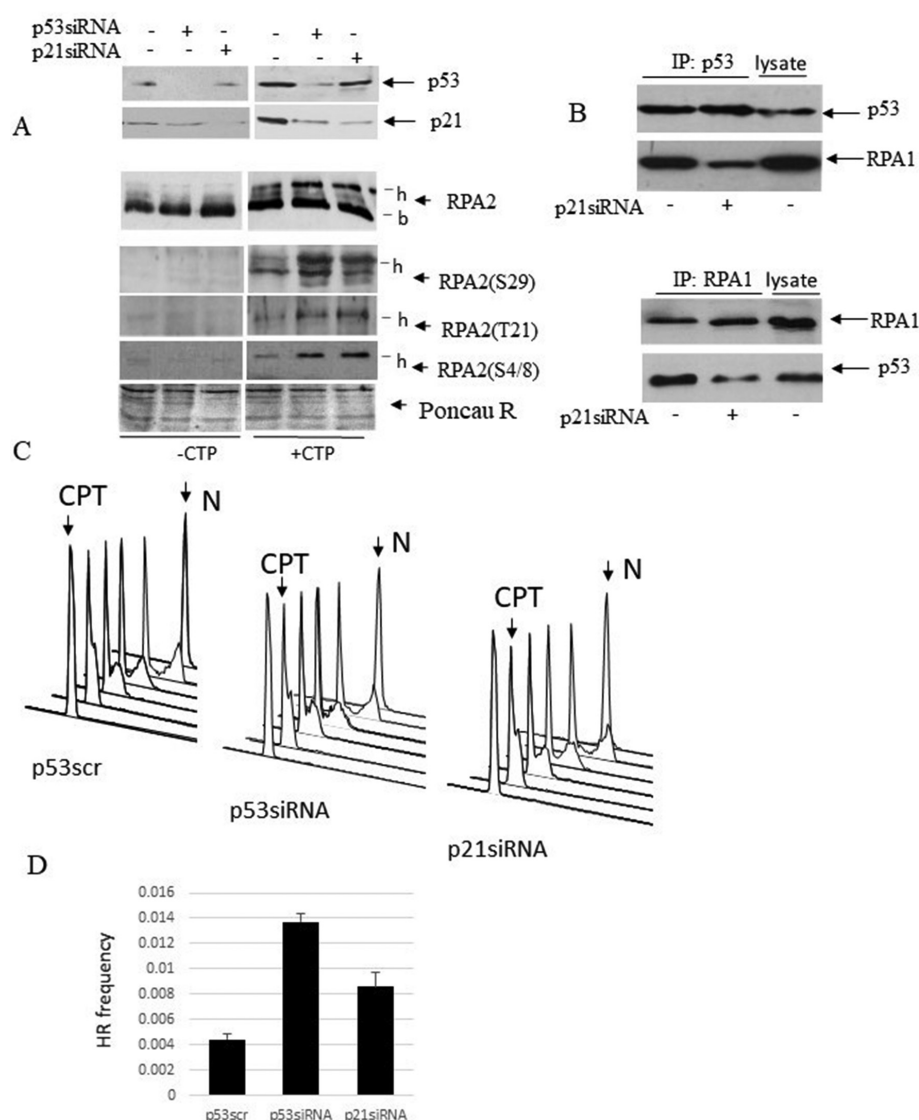 p53siRNA - + - - + -
p21siRNA - - + - - +
p53
A
p21
h
b
RPA2
h
RPA2(S29)
h
RPA2(T21)
h
RPA2(S4/8)
Poncau R
-CTP +CTP
B
IP: p53 lysate
p53
RPA1
p21siRNA - + -
IP: RPA1 lysate
RPA1
p53
p21siRNA - + -
C
CPT N
p53scr
CPT N
p53siRNA
CPT N
p21siRNA
D
HR frequency
0.016
0.014
0.012
0.01
0.008
0.006
0.004
0.002
0
p53scr p53siRNA p21siRNA